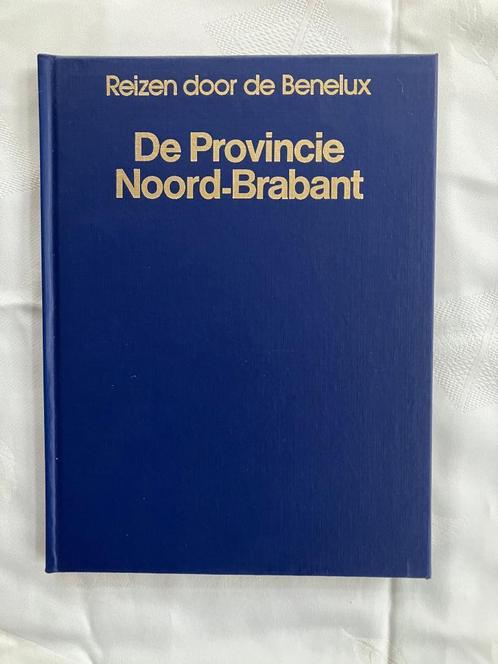 Reizen door de Benelux
De Provincie
Noord-Brabant